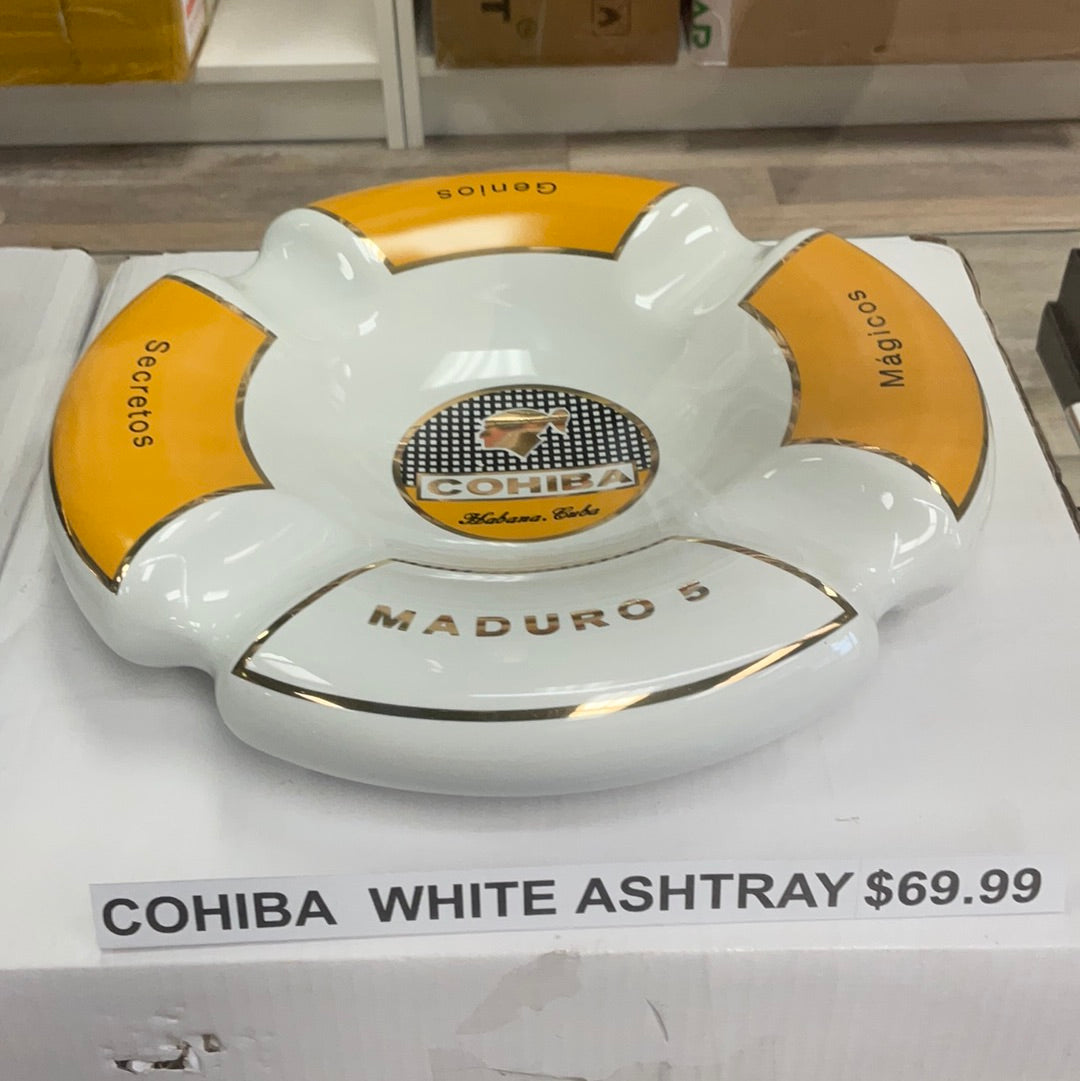 Genios
Secretos
Mágicos
COHIBA
Habana. Cuba
MADURO 5
COHIBA WHITE ASHTRAY $69.99